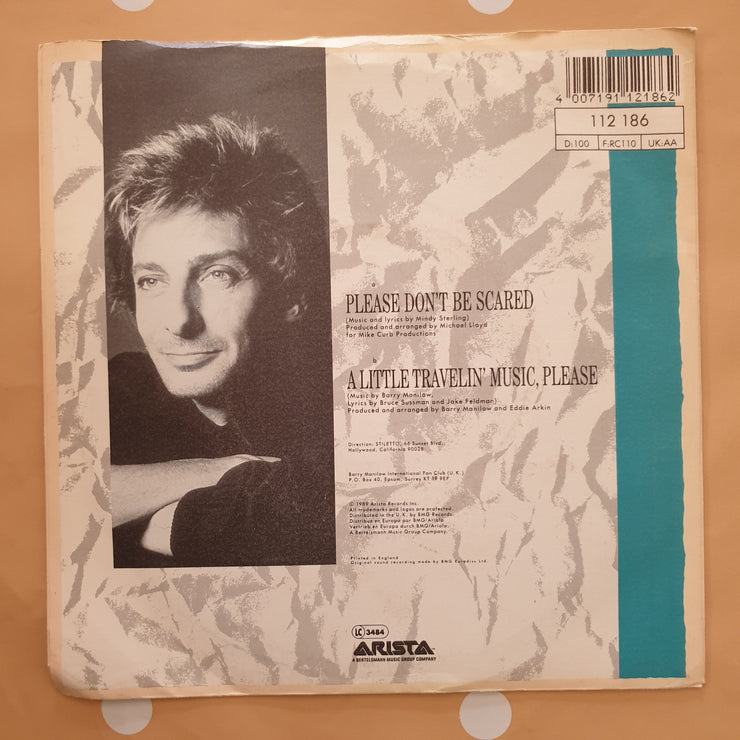 4 007191 121862
112 186
D:100 F:RC110 UK:AA
a
PLEASE DON'T BE SCARED
(Music and lyrics by Mindy Sterling)
Produced and arranged by Michael Lloyd
for Mike Curb Productions
b
A LITTLE TRAVELIN' MUSIC, PLEASE
(Music by Barry Manilow,
Lyrics by Bruce Sussman and Jake Feldman)
Produced and arranged by Barry Manilow and Eddie Arkin
Direction: STILETTO, 66 Sunset Blvd,
Hollywood, California 90028
Barry Manilow International Fan Club (U.K.)
P.O. Box 40, Epsom, Surrey KT 19 9EP
© 1989 Arista Records Inc.
All trademarks and logos are protected.
Distributed in the U.K. by BMG Records.
Distribue en Europa par BMG/Ariola.
Vertrieb en Europa durch BMG/Ariola.
A Bertelsmann Music Group Company.
Printed in England
Original sound recording made by BMG Eurodisc Ltd.
LC 3484
ARISTA
A BERTELSMANN MUSIC GROUP COMPANY